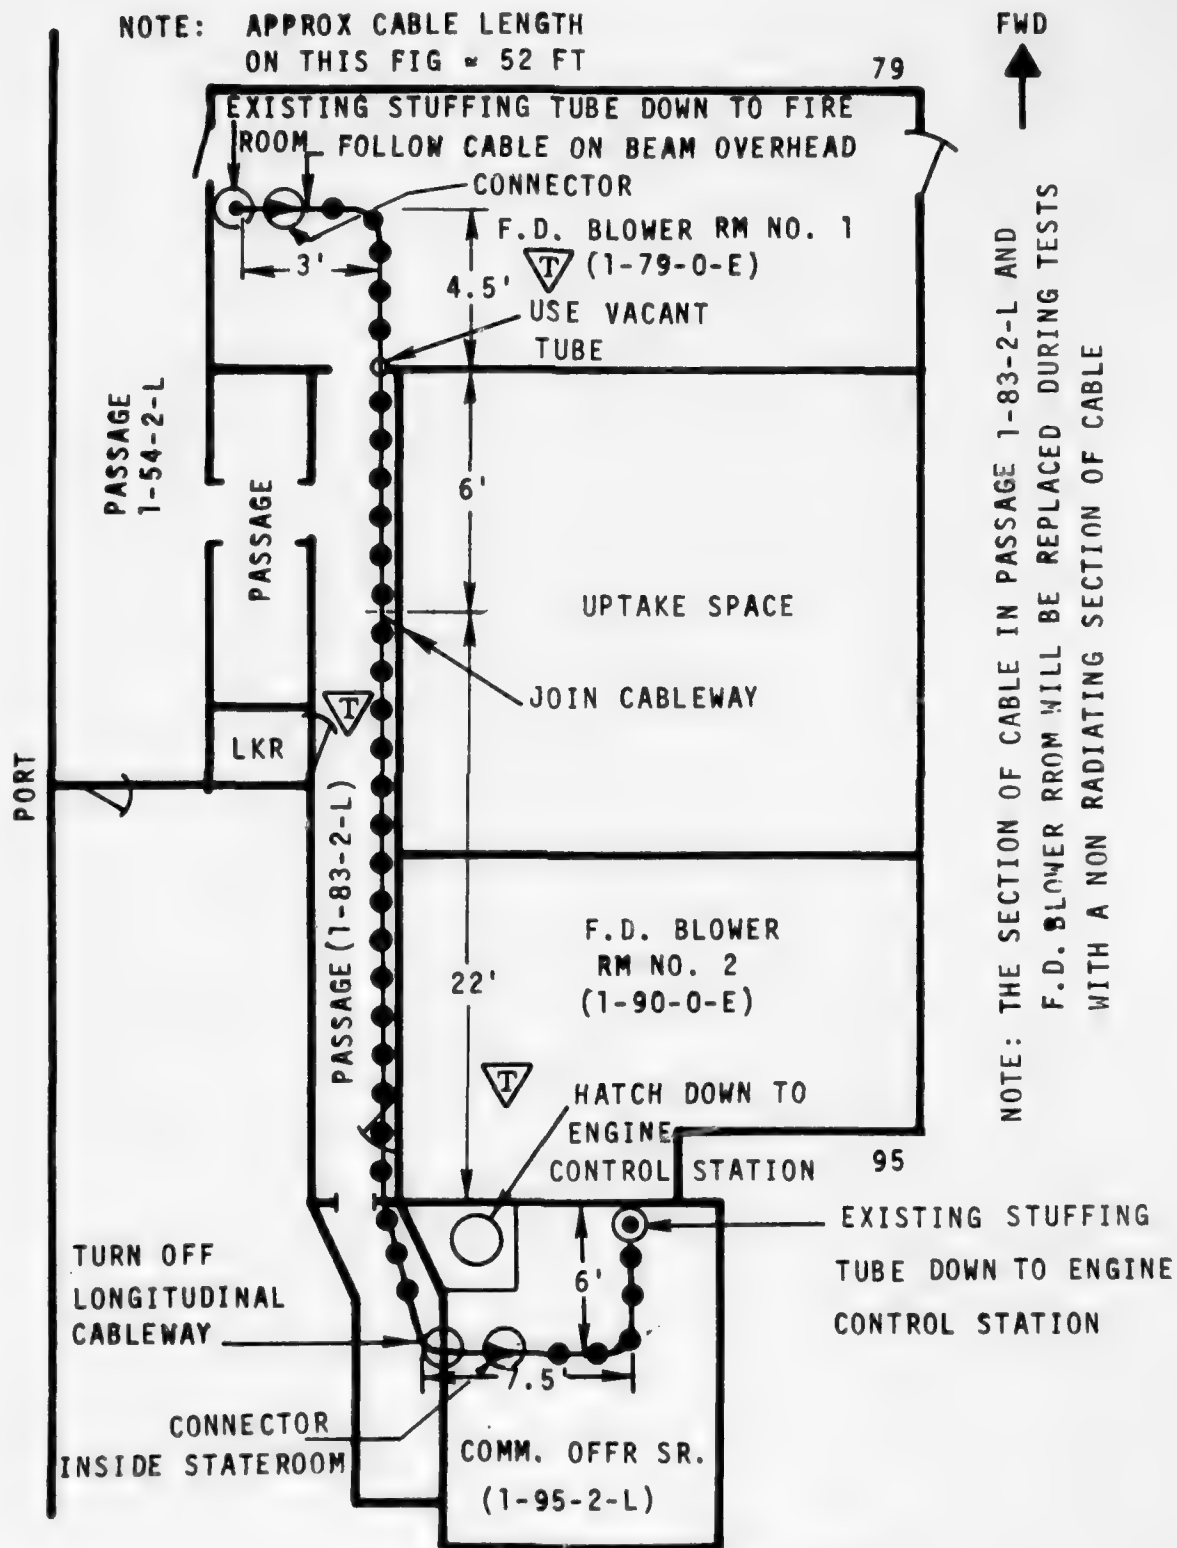 NOTE: APPROX CABLE LENGTH
ON THIS FIG ≈ 52 FT
FWD
79
EXISTING STUFFING TUBE DOWN TO FIRE
ROOM
FOLLOW CABLE ON BEAM OVERHEAD
CONNECTOR
F.D. BLOWER RM NO. 1
(1-79-0-E)
T
3'
4.5'
USE VACANT
TUBE
PASSAGE
1-54-2-L
PASSAGE
6'
UPTAKE SPACE
JOIN CABLEWAY
T
LKR
PORT
PASSAGE (1-83-2-L)
22'
F.D. BLOWER
RM NO. 2
(1-90-0-E)
T
HATCH DOWN TO
ENGINE
CONTROL STATION
95
EXISTING STUFFING
TUBE DOWN TO ENGINE
CONTROL STATION
TURN OFF
LONGITUDINAL
CABLEWAY
6'
7.5'
CONNECTOR
INSIDE STATEROOM
COMM. OFFR SR.
(1-95-2-L)
NOTE: THE SECTION OF CABLE IN PASSAGE 1-83-2-L AND
F.D. BLOWER RROM WILL BE REPLACED DURING TESTS
WITH A NON RADIATING SECTION OF CABLE